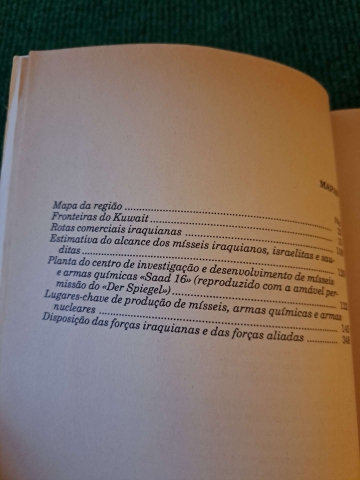 Mapa da região
Fronteiras do Kuwait
Rotas comerciais iraquianas
Estimativa do alcance dos mísseis iraquianos, israelitas e sau-
ditas
Planta do centro de investigação e desenvolvimento de mísseis
e armas químicas «Saad 16» (reproduzido com a amável per-
missão do «Der Spiegel»)
Lugares-chave de produção de mísseis, armas químicas e armas
nucleares
Disposição das forças iraquianas e das forças aliadas